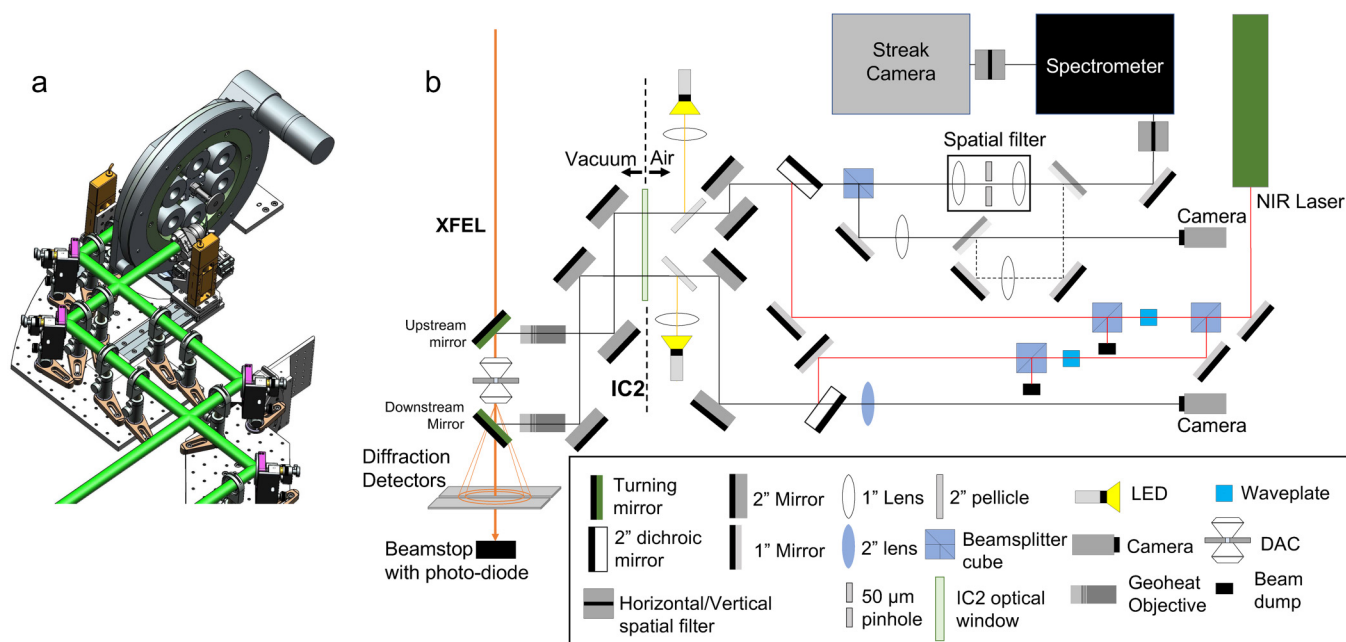 a
b
Streak
Camera
Spectrometer
NIR Laser
Spatial filter
Vacuum
Air
XFEL
Camera
Upstream
mirror
IC2
Downstream
Mirror
Camera
Diffraction
Detectors
Beamstop
with photo-diode
Turning
mirror
2” Mirror
1” Lens
2” pellicle
LED
Waveplate
2” dichroic
mirror
1” Mirror
2” lens
Beamsplitter
cube
Camera
DAC
Horizontal/Vertical
spatial filter
50 µm
pinhole
IC2 optical
window
Geoheat
Objective
Beam
dump